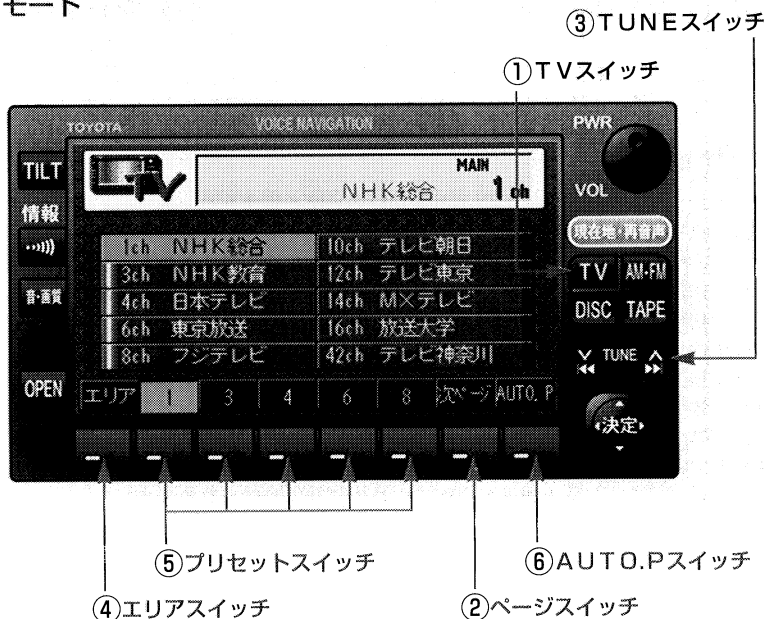 モード
③TUNEスイッチ
①TVスイッチ
TOYOTA
VOICE NAVIGATION
PWR
TILT
TV
MAIN
NHK総合 1ch
VOL
情報
現在地・再音声
1ch NHK総合 10ch テレビ朝日
3ch NHK教育 12ch テレビ東京
4ch 日本テレビ 14ch MXテレビ
6ch 東京放送 16ch 放送大学
8ch フジテレビ 42ch テレビ神奈川
TV AM・FM
音・画質
DISC TAPE
TUNE
OPEN
エリア 1 3 4 6 8 次ページ AUTO.P
決定
⑤プリセットスイッチ
⑥AUTO.Pスイッチ
④エリアスイッチ
②ページスイッチ